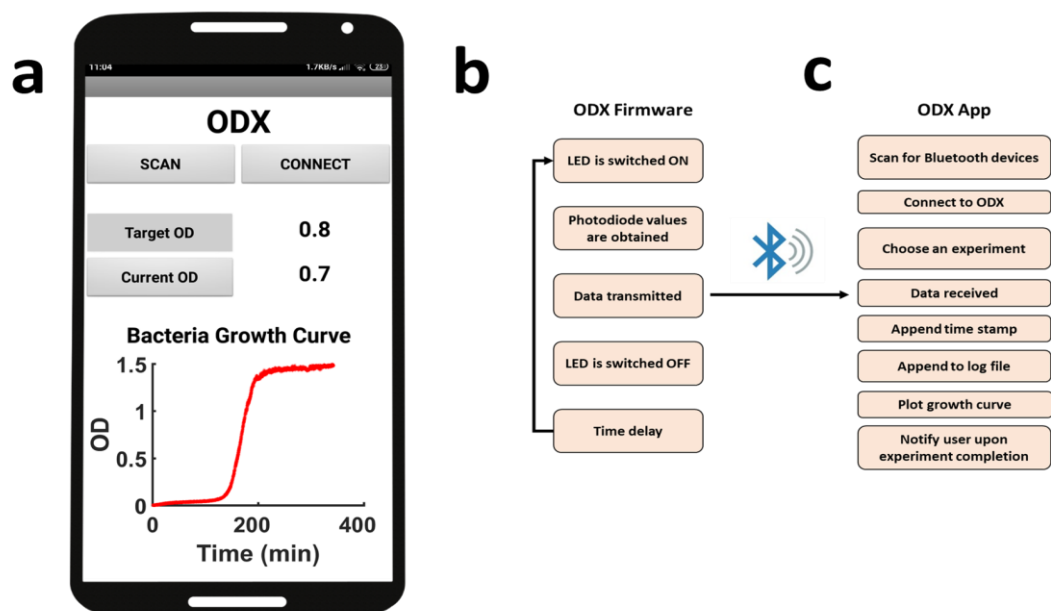 a
11:04
1.7KB/s
23
ODX
SCAN
CONNECT
Target OD
0.8
Current OD
0.7
Bacteria Growth Curve
1.5
1
0.5
0
OD
0
200
400
Time (min)
b
ODX Firmware
LED is switched ON
Photodiode values
are obtained
Data transmitted
LED is switched OFF
Time delay
c
ODX App
Scan for Bluetooth devices
Connect to ODX
Choose an experiment
Data received
Append time stamp
Append to log file
Plot growth curve
Notify user upon
experiment completion